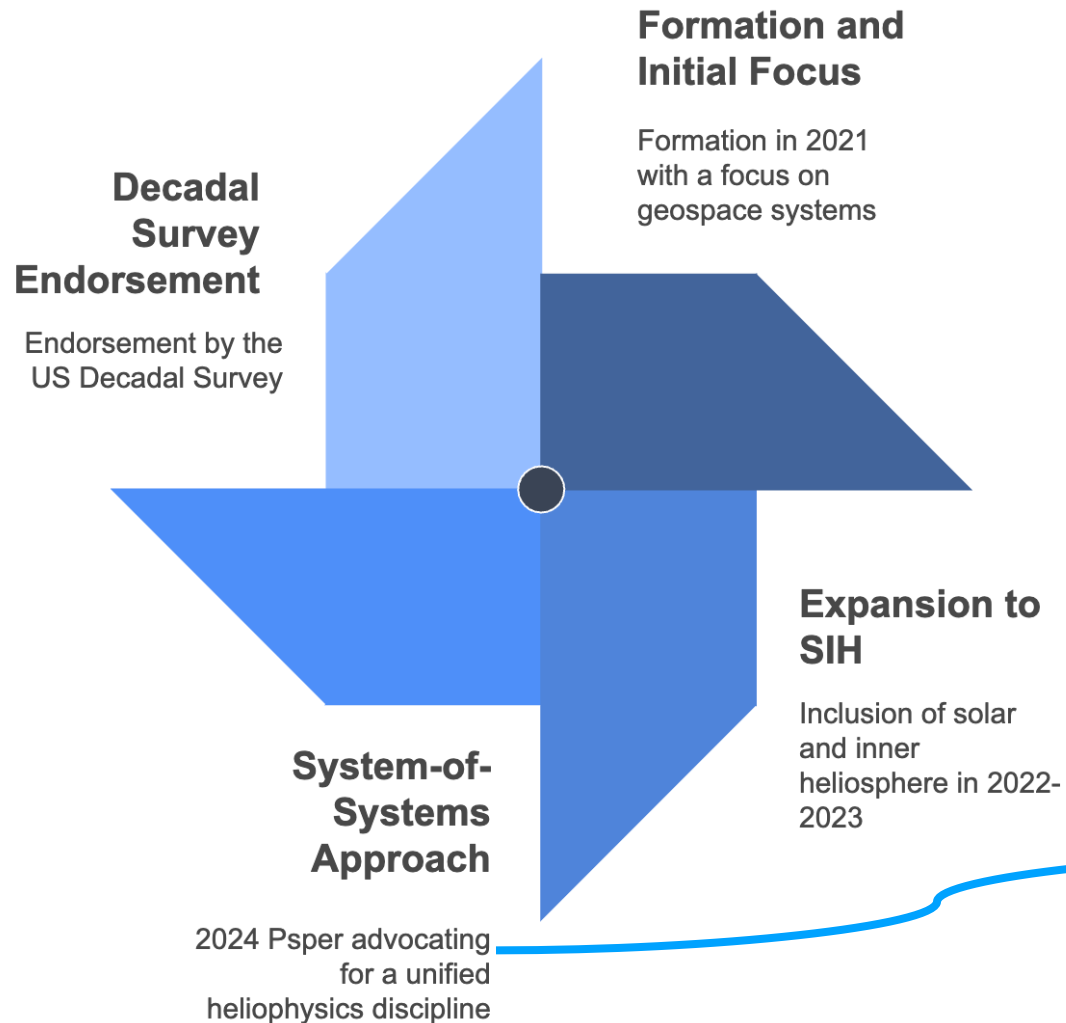 Formation and
Initial Focus
Formation in 2021
with a focus on
geospace systems
Decadal
Survey
Endorsement
Endorsement by the
US Decadal Survey
Expansion to
SIH
Inclusion of solar
and inner
heliosphere in 2022-
2023
System-of-
Systems
Approach
2024 Psper advocating
for a unified
heliophysics discipline